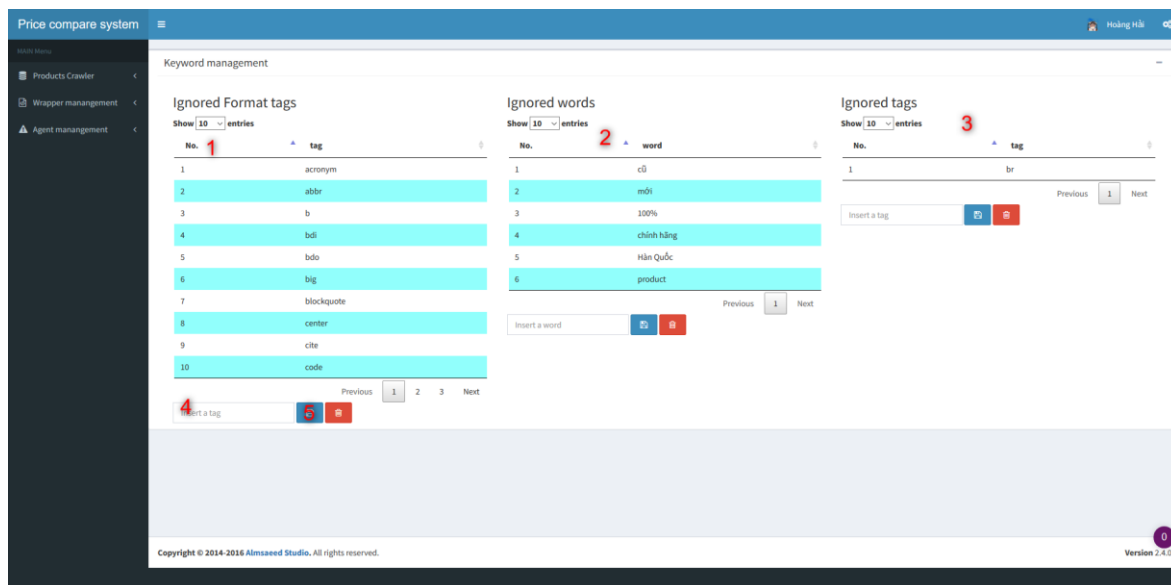 Price compare system
Hoàng Hải
MAIN Menu
Products Crawler
Wrapper manangement
Agent manangement
Keyword management
Ignored Format tags
Show 10 entries
No. 1 tag
1 acronym
2 abbr
3 b
4 bdi
5 bdo
6 big
7 blockquote
8 center
9 cite
10 code
Previous 1 2 3 Next
4 Insert a tag 5
Ignored words
Show 10 entries
No. 2 word
1 cũ
2 mới
3 100%
4 chính hãng
5 Hàn Quốc
6 product
Previous 1 Next
Insert a word
Ignored tags
Show 10 entries 3
No. tag
1 br
Previous 1 Next
Insert a tag
0
Copyright © 2014-2016 Almsaeed Studio. All rights reserved.
Version 2.4.0